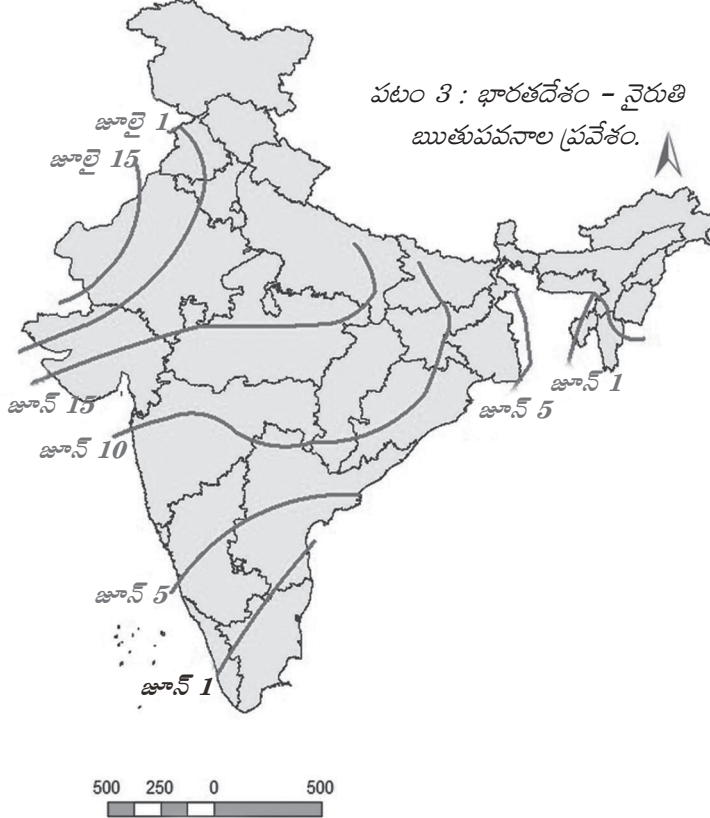 పటం 3 : భారతదేశం – నైరుతి
ఋతుపవనాల ప్రవేశం.
జూలై 1
జూలై 15
జూన్ 15
జూన్ 10
జూన్ 1
జూన్ 5
జూన్ 5
జూన్ 1
500 250 0 500